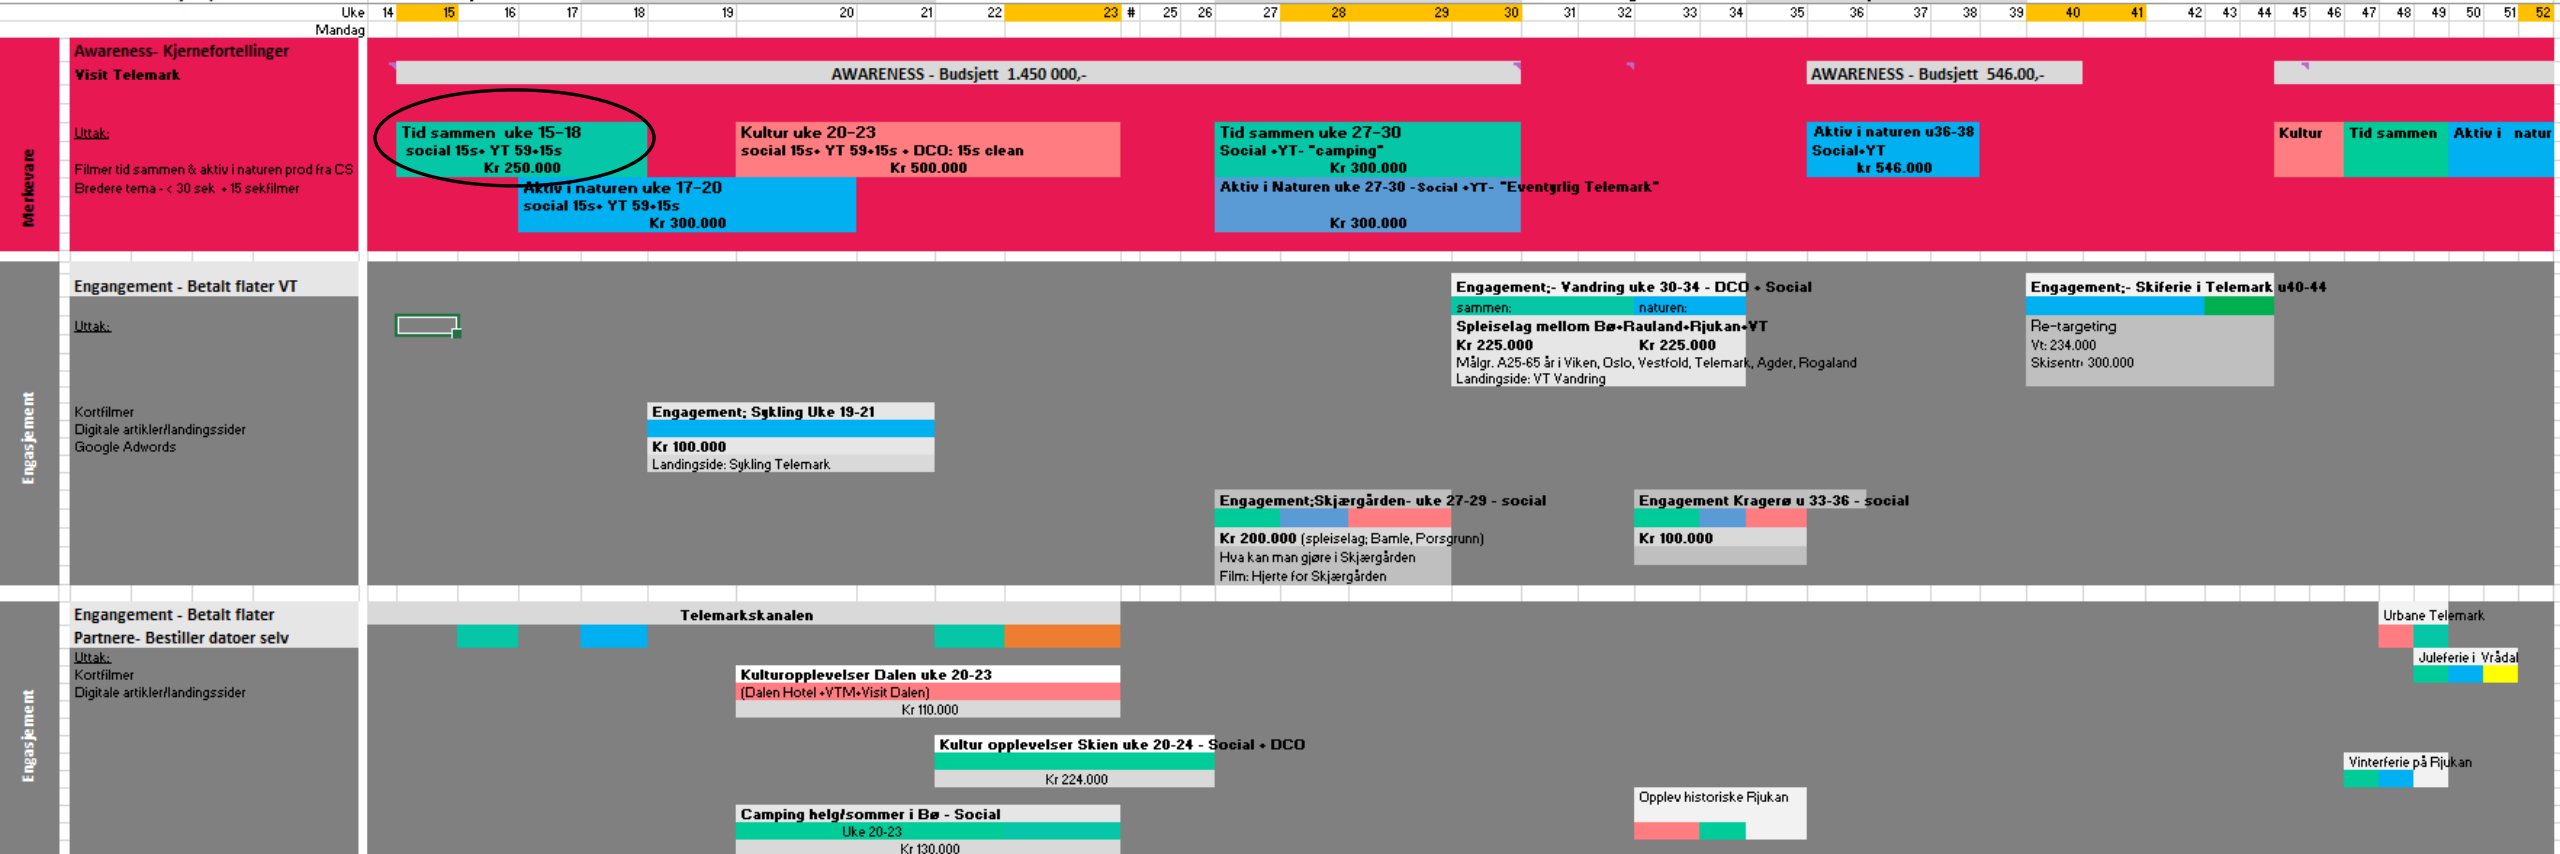 Uke 14 15 16 17 18 19 20 21 22 23 # 25 26 27 28 29 30 31 32 33 34 35 36 37 38 39 40 41 42 43 44 45 46 47 48 49 50 51 52
Mandag
Merkevare
Awareness- Kjernefortellinger
Visit Telemark
Uttak:
Filmer tid sammen & aktiv i naturen prod fra CS
Bredere tema - < 30 sek + 15 sekfilmer
AWARENESS - Budsjett 1.450 000,-
AWARENESS - Budsjett 546.00,-
Tid sammen uke 15-18
social 15s+ YT 59+15s
Kr 250.000
Kultur uke 20-23
social 15s+ YT 59+15s + DCO: 15s clean
Kr 500.000
Tid sammen uke 27-30
Social +YT- "camping"
Kr 300.000
Aktiv i naturen u36-38
Social+YT
kr 546.000
Kultur
Tid sammen
Aktiv i natur
Aktiv i naturen uke 17-20
social 15s+ YT 59+15s
Kr 300.000
Aktiv i Naturen uke 27-30 -Social +YT- "Eventyrlig Telemark"
Kr 300.000
Engasjement
Engangement - Betalt flater VT
Uttak:
Kortfilmer
Digitale artikler/landingssider
Google Adwords
Engagement;- Vandring uke 30-34 - DCO + Social
sammen: naturen:
Spleiselag mellom Bø+Rauland+Rjukan+VT
Kr 225.000 Kr 225.000
Målgr. A25-65 år i Viken, Oslo, Vestfold, Telemark, Agder, Rogaland
Landingside: VT Vandring
Engagement;- Skiferie i Telemark u40-44
Re-targeting
Vt: 234.000
Skisentr: 300.000
Engagement; Sykling Uke 19-21
Kr 100.000
Landingside: Sykling Telemark
Engagement;Skjærgården- uke 27-29 - social
Kr 200.000 (spleiselag; Bamle, Porsgrunn)
Hva kan man gjøre i Skjærgården
Film: Hjerte for Skjærgården
Engagement Kragerø u 33-36 - social
Kr 100.000
Engasjement
Engangement - Betalt flater
Partnere- Bestiller datoer selv
Uttak:
Kortfilmer
Digitale artikler/landingssider
Telemarkskanalen
Kulturopplevelser Dalen uke 20-23
(Dalen Hotel +VTM+Visit Dalen)
Kr 110.000
Kultur opplevelser Skien uke 20-24 - Social + DCO
Kr 224.000
Camping helg/sommer i Bø - Social
Uke 20-23
Kr 130.000
Opplev historiske Rjukan
Urbane Telemark
Juleferie i Vrådal
Vinterferie på Rjukan